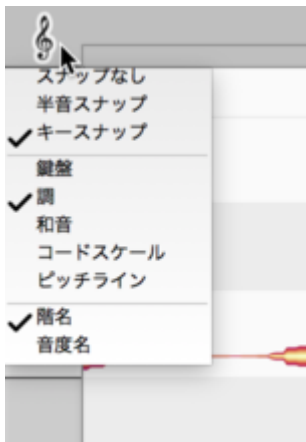 スナップなし
半音スナップ
キースナップ
鍵盤
調
和音
コードスケール
ピッチライン
階名
音度名